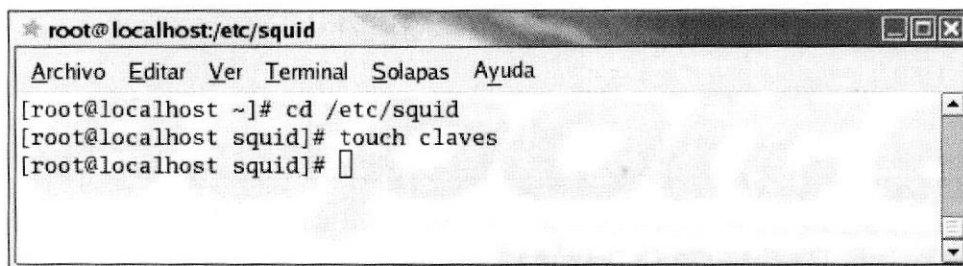 root@localhost:/etc/squid
Archivo Editar Ver Terminal Solapas Ayuda
[root@localhost ~]# cd /etc/squid
[root@localhost squid]# touch claves
[root@localhost squid]#